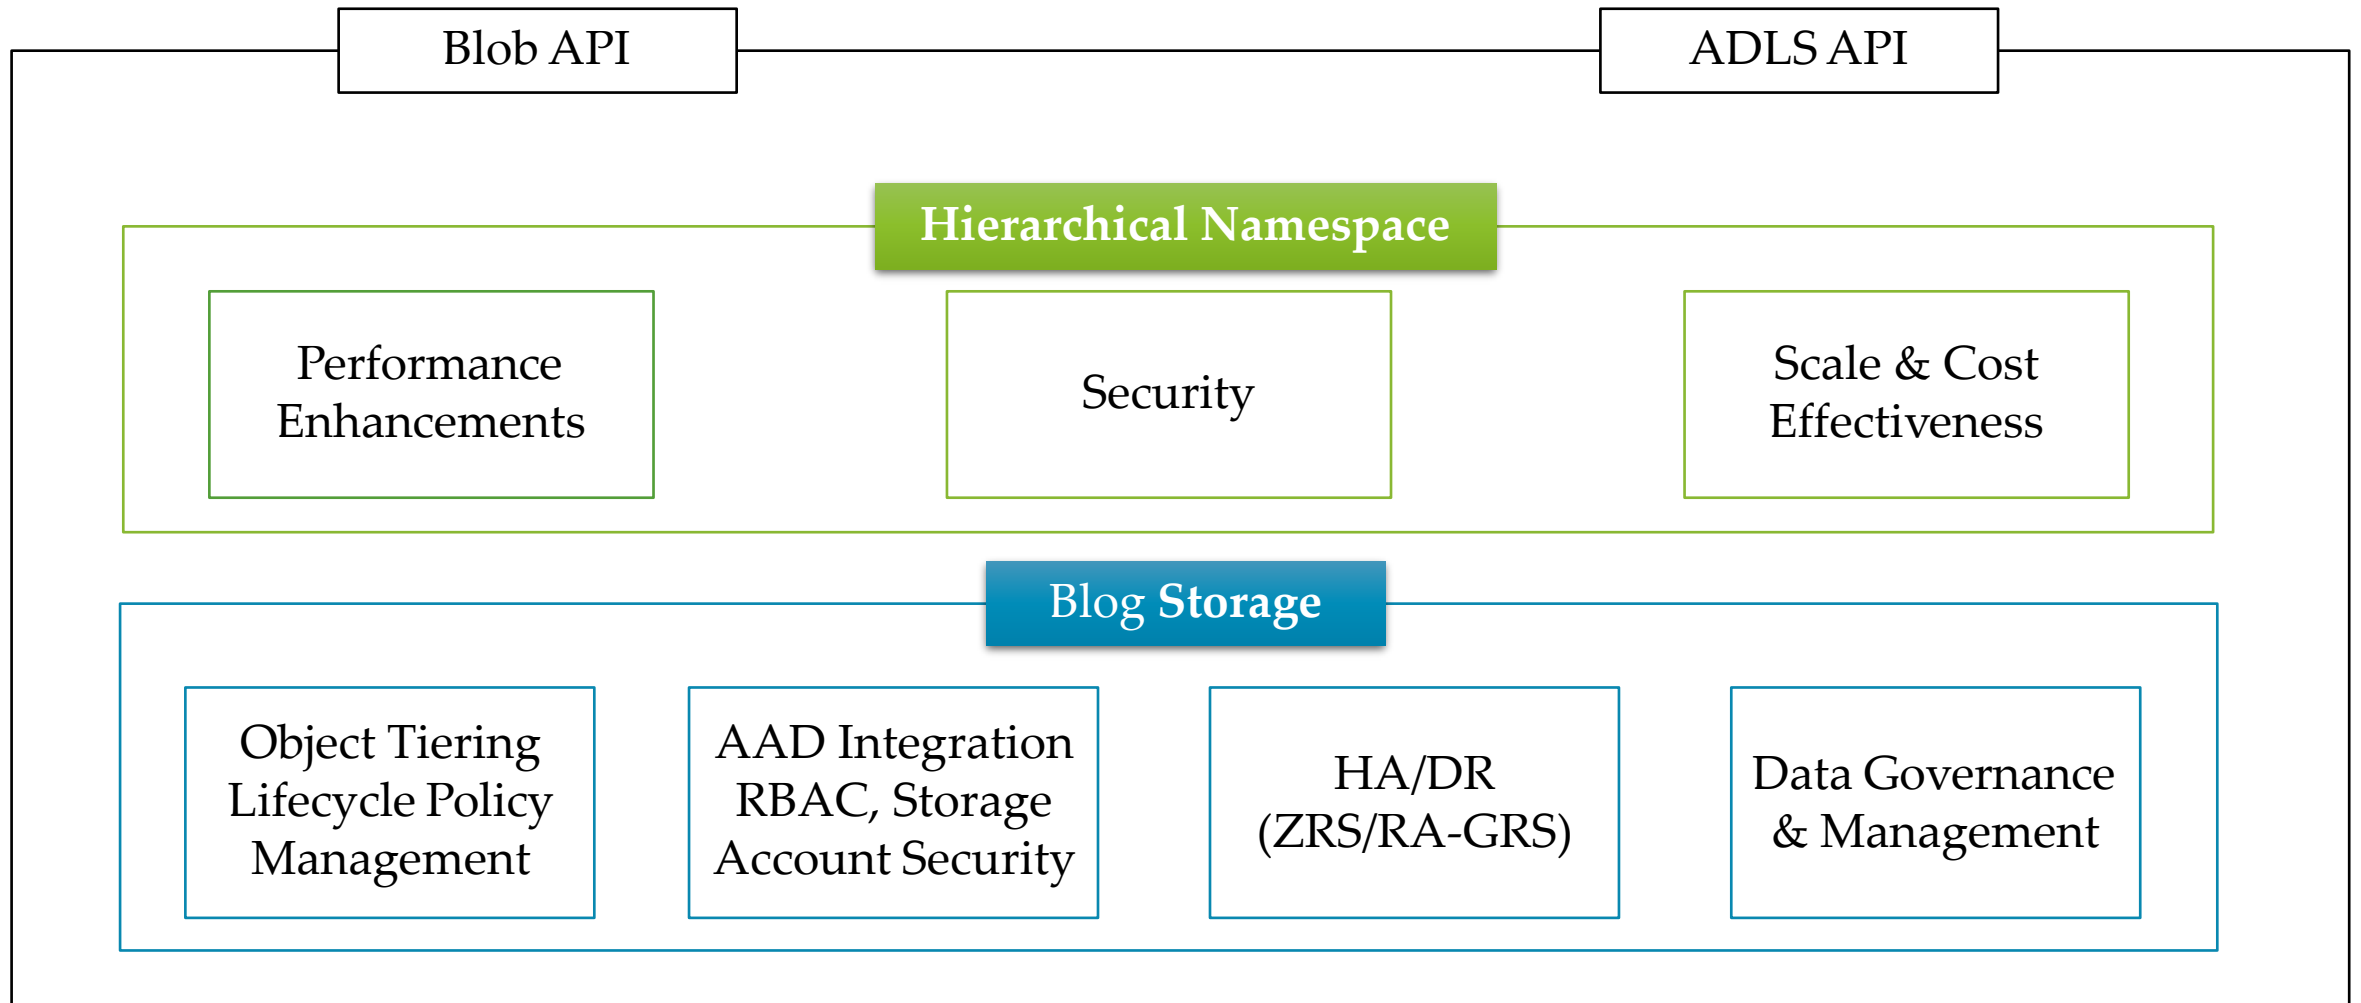 Blob API
ADLS API
Hierarchical Namespace
Performance
Enhancements
Security
Scale & Cost
Effectiveness
Blog Storage
Object Tiering
Lifecycle Policy
Management
AAD Integration
RBAC, Storage
Account Security
HA/DR
(ZRS/RA-GRS)
Data Governance
& Management